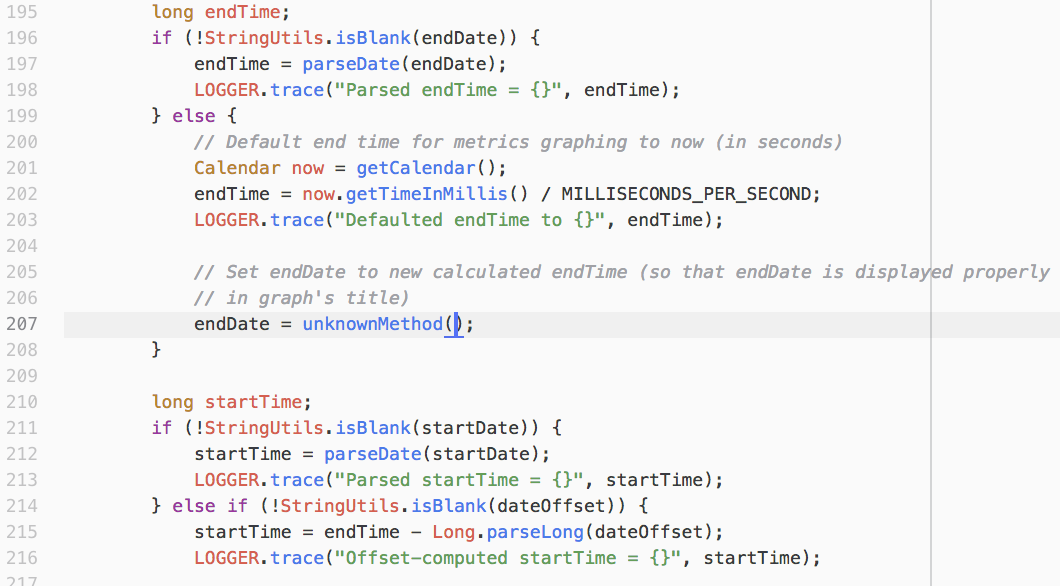 195 long endTime;
196 if (!StringUtils.isBlank(endDate)) {
197 endTime = parseDate(endDate);
198 LOGGER.trace("Parsed endTime = {}", endTime);
199 } else {
200 // Default end time for metrics graphing to now (in seconds)
201 Calendar now = getCalendar();
202 endTime = now.getTimeInMillis() / MILLISECONDS_PER_SECOND;
203 LOGGER.trace("Defaulted endTime to {}", endTime);
204
205 // Set endDate to new calculated endTime (so that endDate is displayed properly
206 // in graph's title)
207 endDate = unknownMethod();
208 }
209
210 long startTime;
211 if (!StringUtils.isBlank(startDate)) {
212 startTime = parseDate(startDate);
213 LOGGER.trace("Parsed startTime = {}", startTime);
214 } else if (!StringUtils.isBlank(dateOffset)) {
215 startTime = endTime - Long.parseLong(dateOffset);
216 LOGGER.trace("Offset-computed startTime = {}", startTime);
217